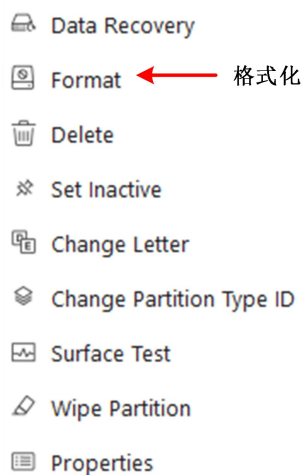 Data Recovery
Format 格式化
Delete
Set Inactive
Change Letter
Change Partition Type ID
Surface Test
Wipe Partition
Properties